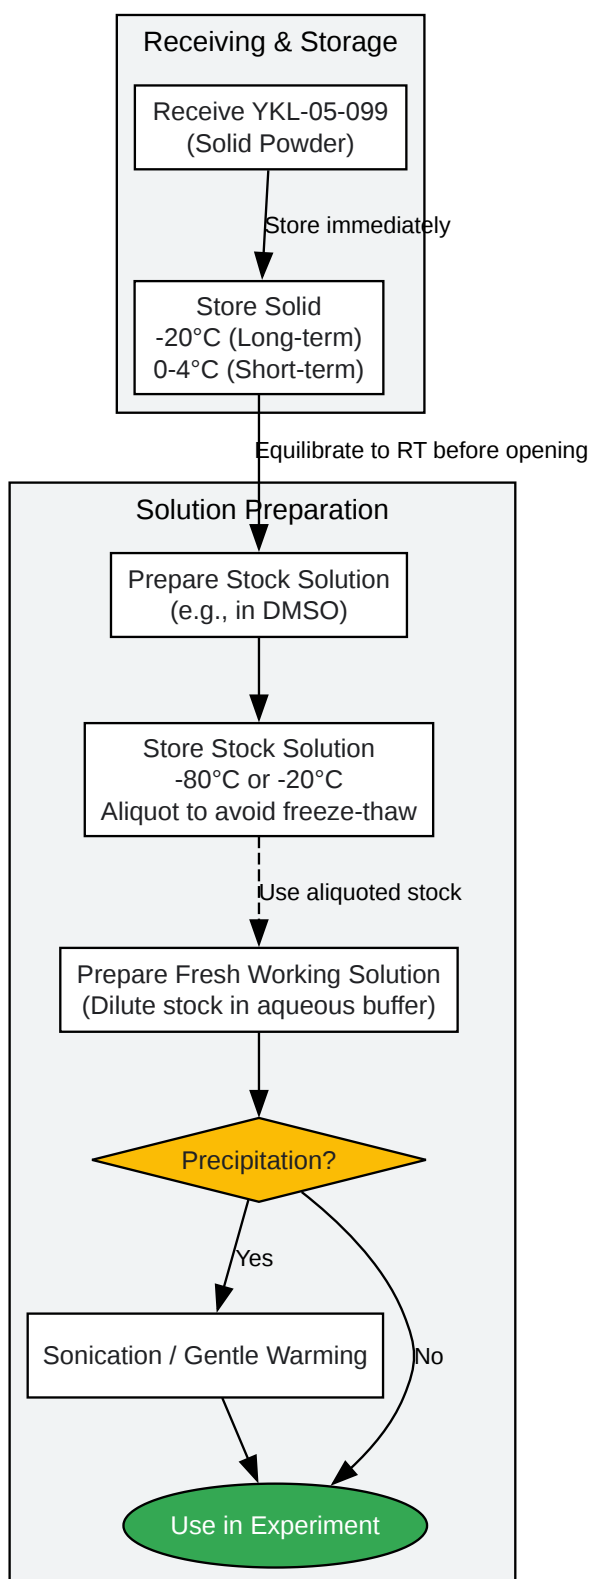 Receiving & Storage
Receive YKL-05-099
(Solid Powder)
Store immediately
Store Solid
-20°C (Long-term)
0-4°C (Short-term)
Equilibrate to RT before opening
Solution Preparation
Prepare Stock Solution
(e.g., in DMSO)
Store Stock Solution
-80°C or -20°C
Aliquot to avoid freeze-thaw
Use aliquoted stock
Prepare Fresh Working Solution
(Dilute stock in aqueous buffer)
Precipitation?
Yes
Sonication / Gentle Warming
No
Use in Experiment